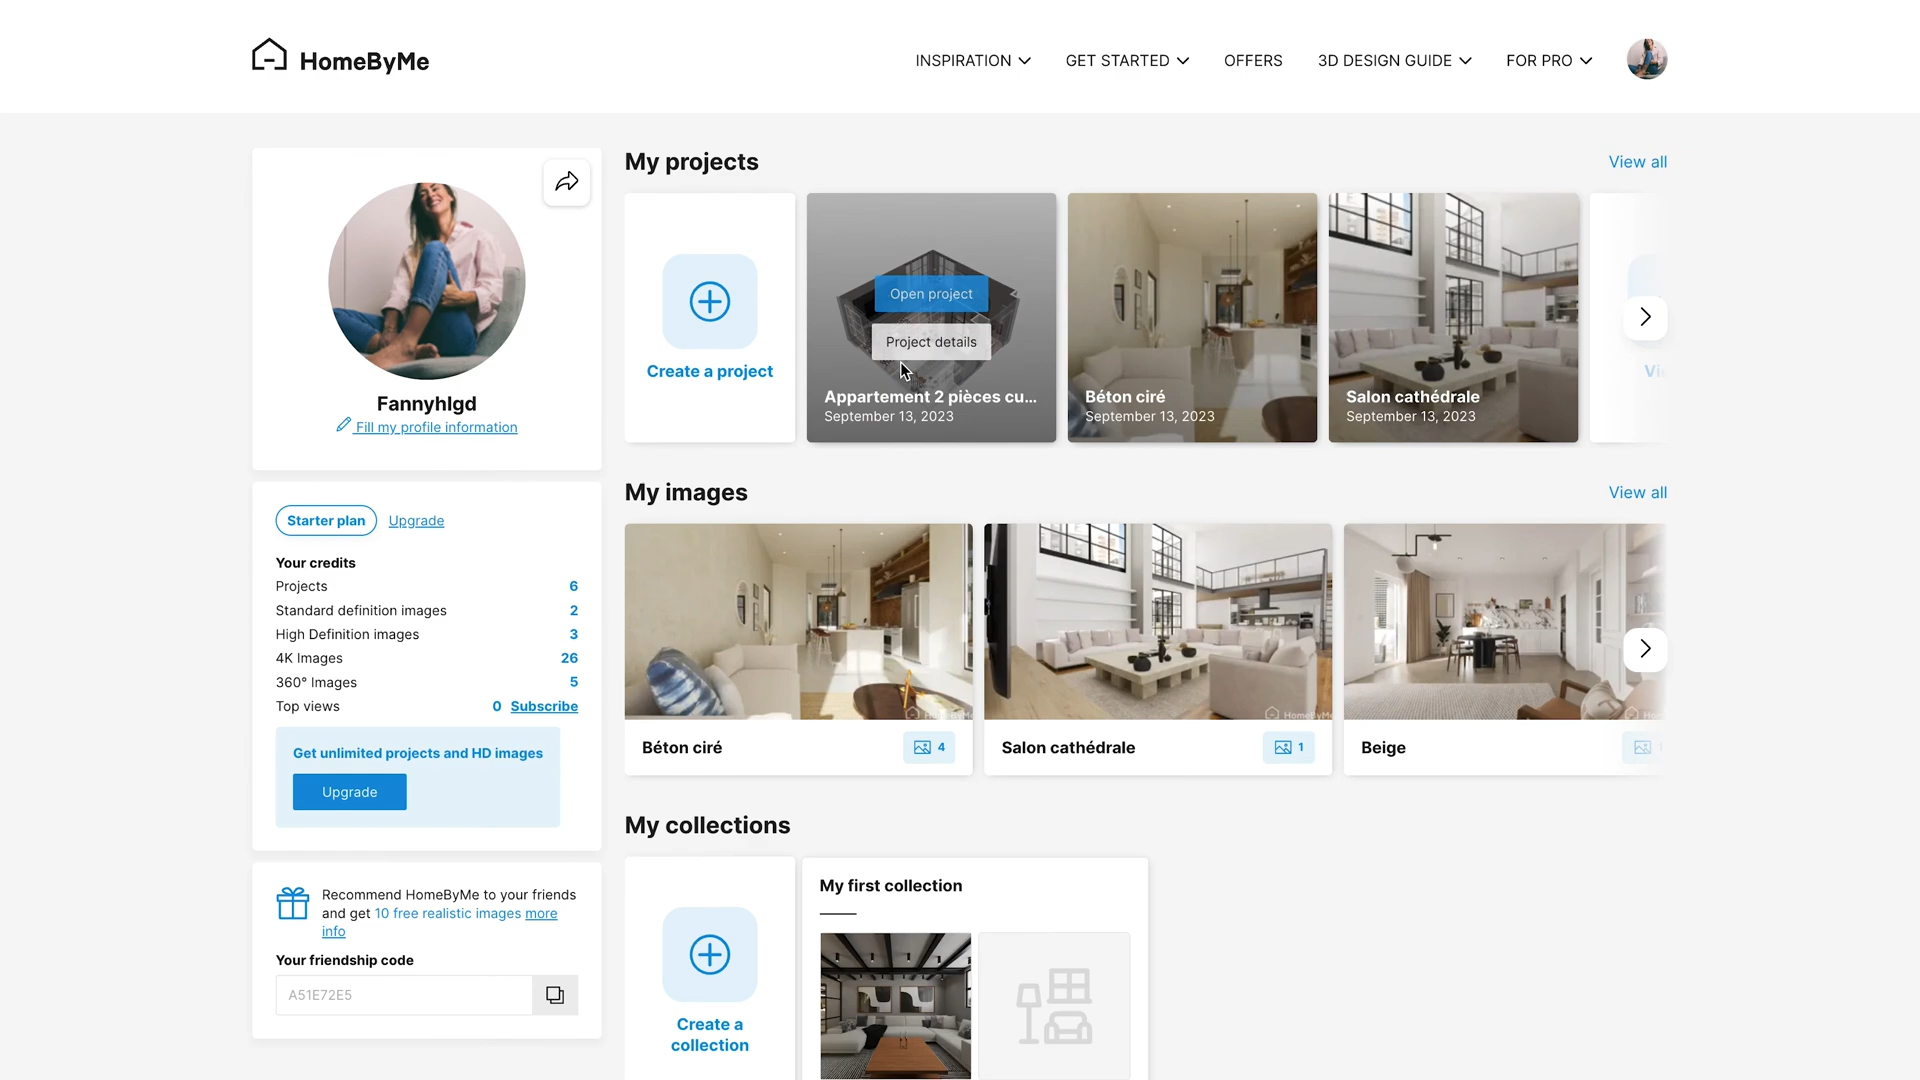 HomeByMe
INSPIRATION
GET STARTED
OFFERS
3D DESIGN GUIDE
FOR PRO
Fannyhlgd
Fill my profile information
Starter plan
Upgrade
Your credits
Projects 6
Standard definition images 2
High Definition images 3
4K Images 26
360° Images 5
Top views 0 Subscribe
Get unlimited projects and HD images
Upgrade
Recommend HomeByMe to your friends
and get 10 free realistic images more
info
Your friendship code
A51E72E5
My projects
View all
Create a project
Open project
Project details
Appartement 2 pièces cu...
September 13, 2023
Béton ciré
September 13, 2023
Salon cathédrale
September 13, 2023
My images
View all
Béton ciré
4
Salon cathédrale
1
Beige
My collections
Create a
collection
My first collection